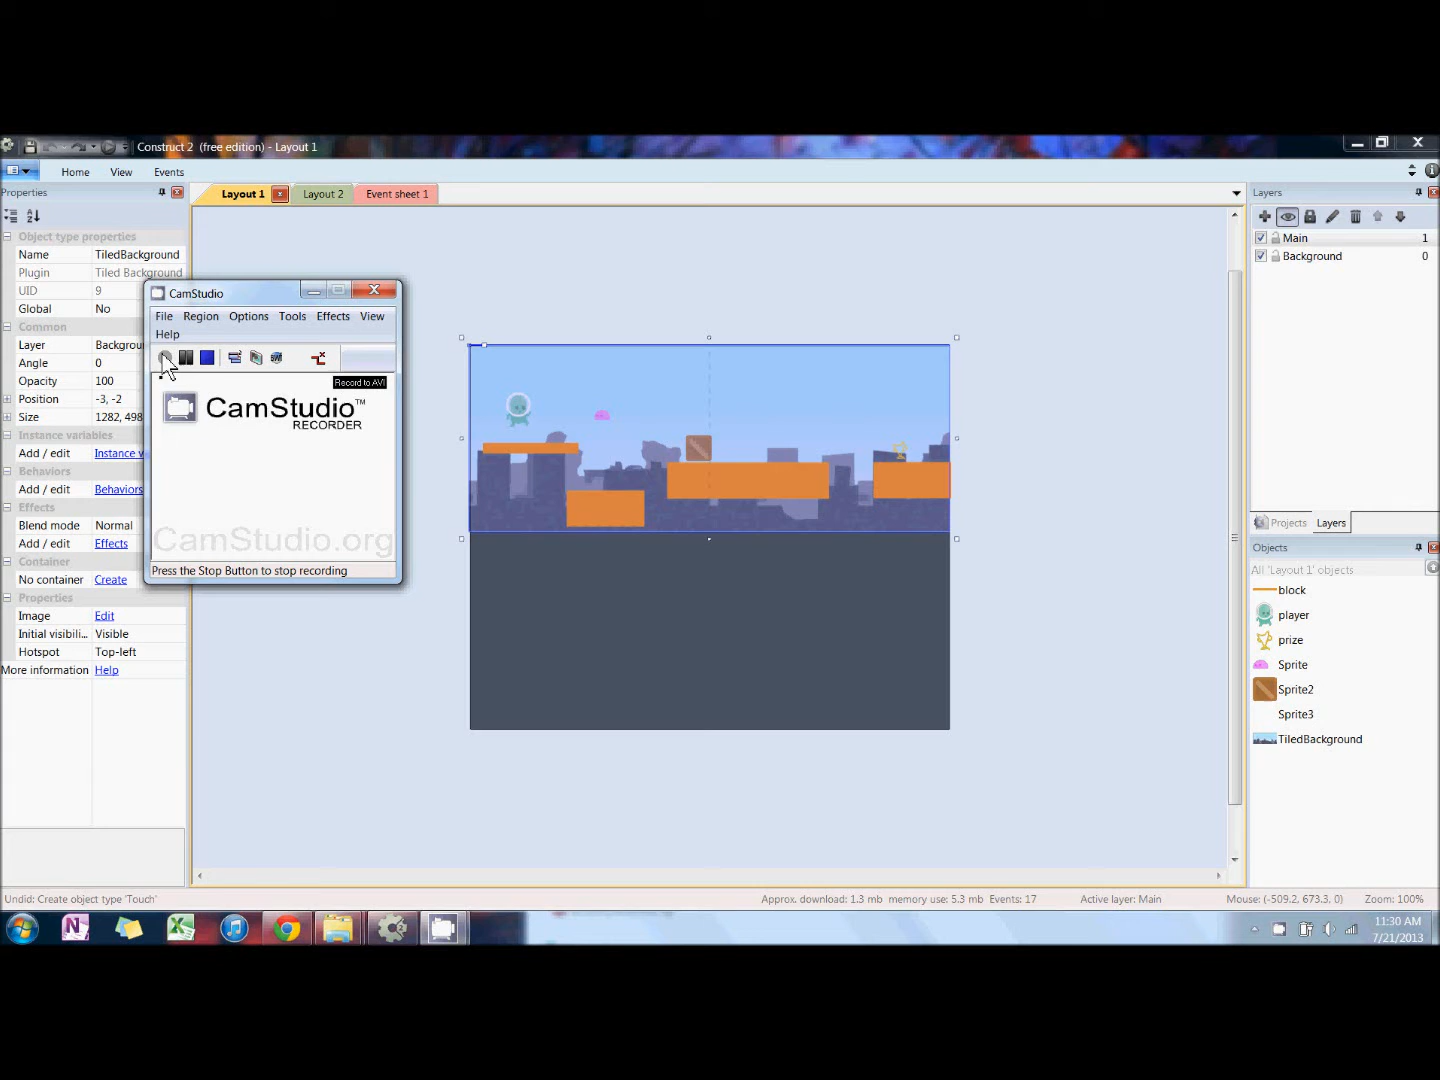 Construct 2 (free edition) - Layout 1
Home View Events
Properties
Layout 1 Layout 2 Event sheet 1
Layers
Object type properties
Name TiledBackground
Plugin Tiled Background
UID 9
Global No
Common
Layer Backgrou
Angle 0
Opacity 100
Position -3, -2
Size 1282, 498
Instance variables
Add / edit Instance v
Behaviors
Add / edit Behaviors
Effects
Blend mode Normal
Add / edit Effects
Container
No container Create
Properties
Image Edit
Initial visibili... Visible
Hotspot Top-left
More information Help
CamStudio
File Region Options Tools Effects View
Help
Record to AVI
CamStudio™
RECORDER
CamStudio.org
Press the Stop Button to stop recording
Main 1
Background 0
Projects Layers
Objects
All 'Layout 1' objects
block
player
prize
Sprite
Sprite2
Sprite3
TiledBackground
Undid: Create object type 'Touch'
Approx. download: 1.3 mb memory use: 5.3 mb Events: 17 Active layer: Main Mouse: (-509.2, 673.3, 0) Zoom: 100%
11:30 AM
7/21/2013